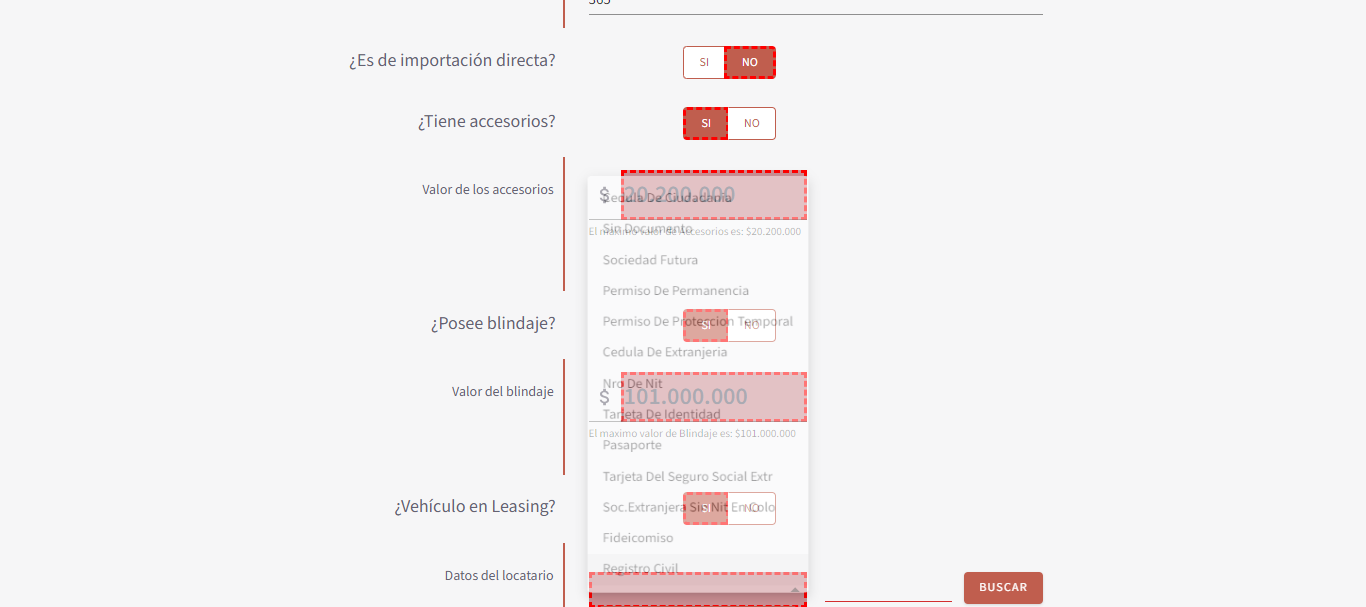 365
¿Es de importación directa?
SI NO
¿Tiene accesorios?
SI NO
Valor de los accesorios
$ 20.200.000
Cedula De Ciudadania
Sin Documento
El maximo valor de Accesorios es: $20.200.000
Sociedad Futura
Permiso De Permanencia
¿Posee blindaje?
SI NO
Permiso De Proteccion Temporal
Cedula De Extranjeria
Nro De Nit
Valor del blindaje
$ 101.000.000
Tarjeta De Identidad
El maximo valor de Blindaje es: $101.000.000
Pasaporte
Tarjeta Del Seguro Social Extr
¿Vehículo en Leasing?
SI NO
Soc.Extranjera Sin Nit En Colo
Fideicomiso
Registro Civil
Datos del locatario
BUSCAR